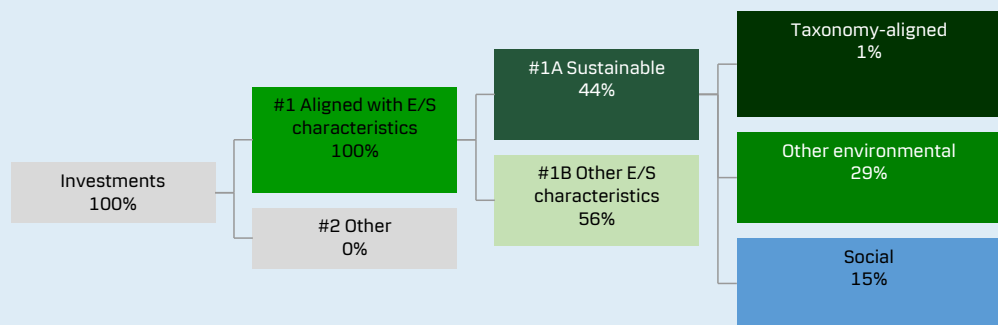 Investments
100%
#1 Aligned with E/S
characteristics
100%
#2 Other
0%
#1A Sustainable
44%
#1B Other E/S
characteristics
56%
Taxonomy-aligned
1%
Other environmental
29%
Social
15%